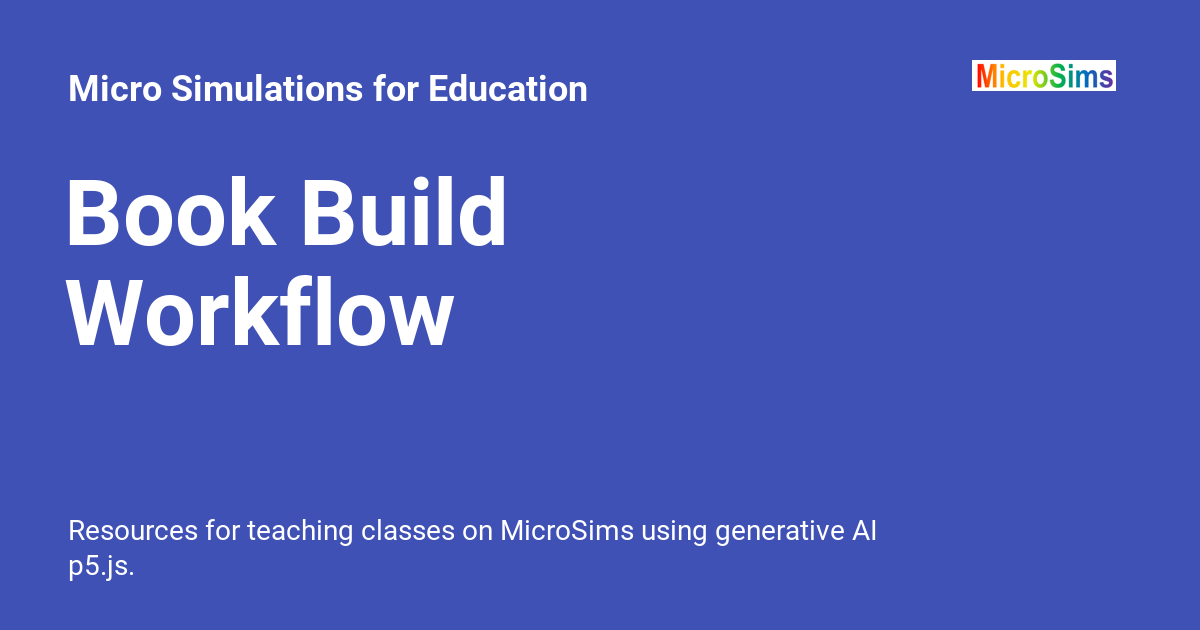 Micro Simulations for Education
MicroSims
Book Build
Workflow
Resources for teaching classes on MicroSims using generative AI
p5.js.